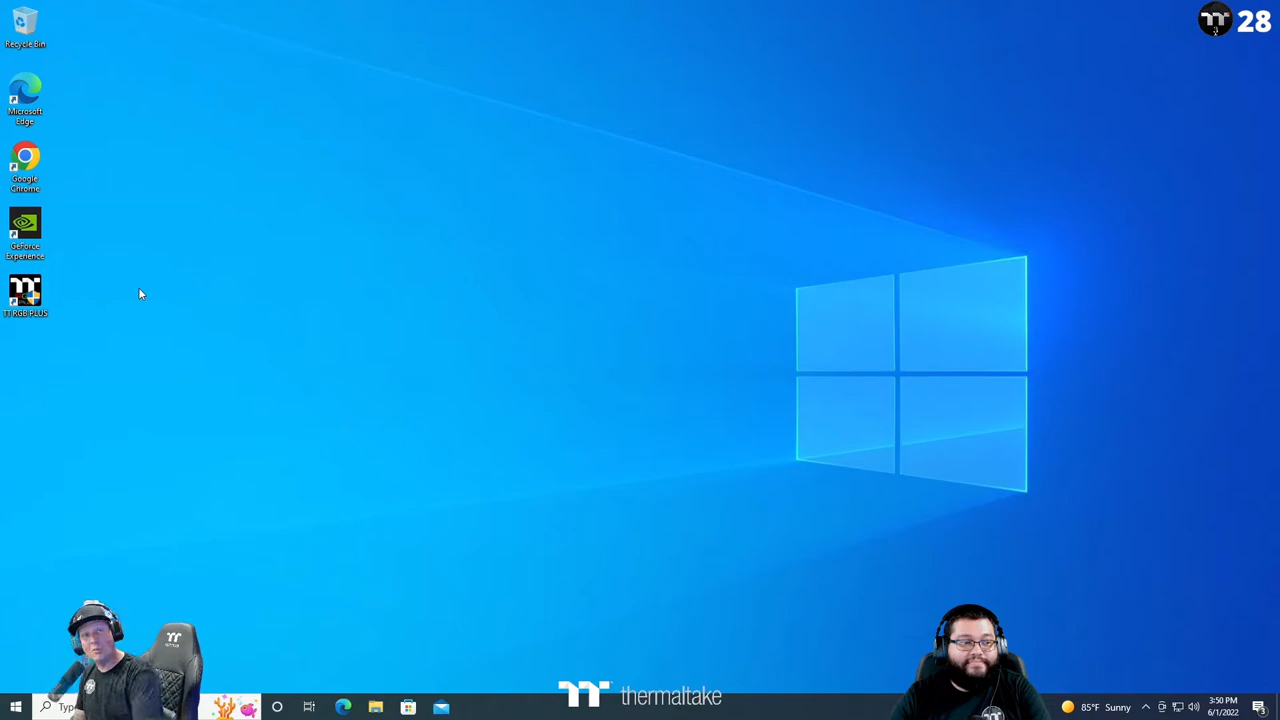 Recycle Bin
28
Microsoft
Edge
Google
Chrome
GeForce
Experience
TT RGB PLUS
thermaltake
Typ
85°F Sunny
3:50 PM
6/1/2022